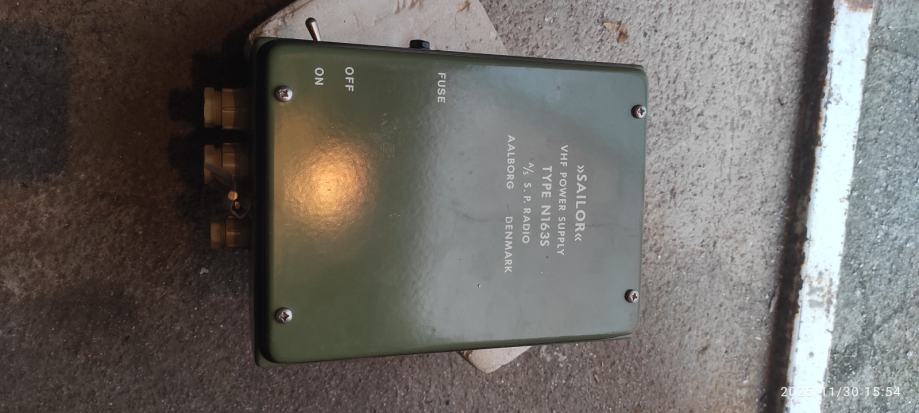 »SAILOR«
VHF POWER SUPPLY
TYPE N163S
A/S S. P. RADIO
AALBORG DENMARK
FUSE
OFF
ON
2025/11/30 15:54